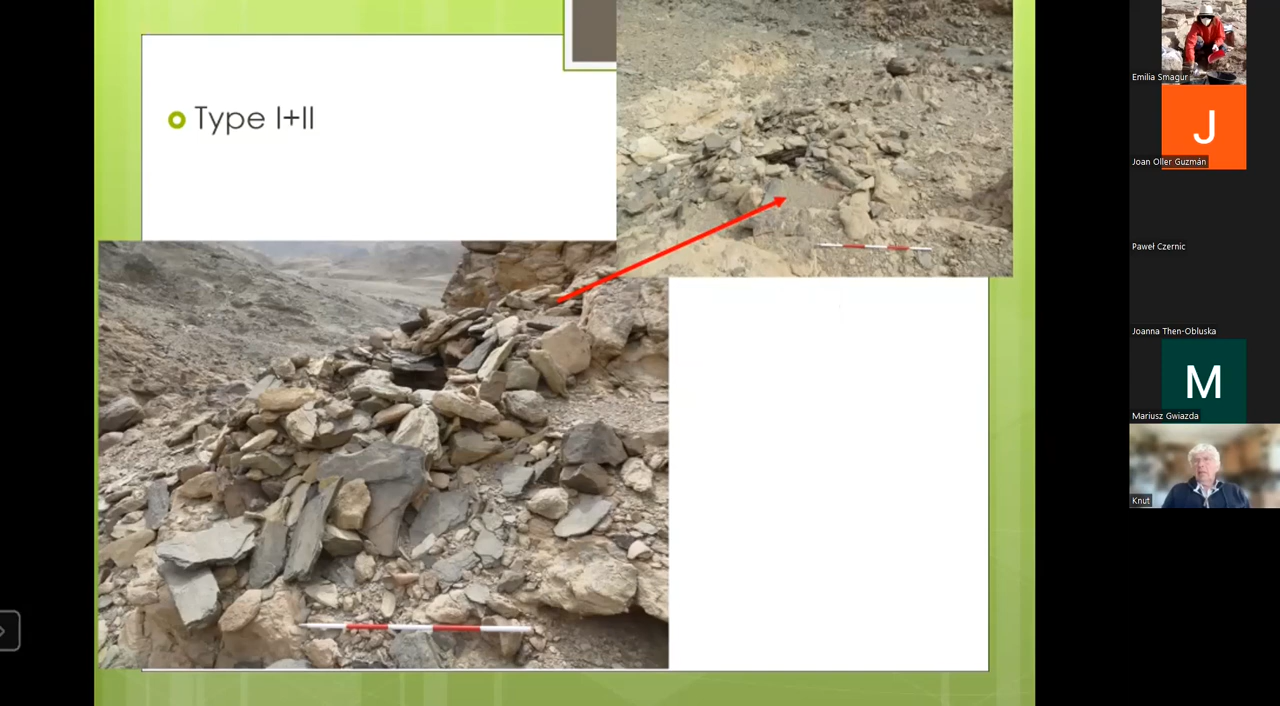 Type I+II
Emilia Smagur
J
Joan Oller Guzmán
Paweł Czernic
Joanna Then-Obluska
M
Mariusz Gwiazda
Knut